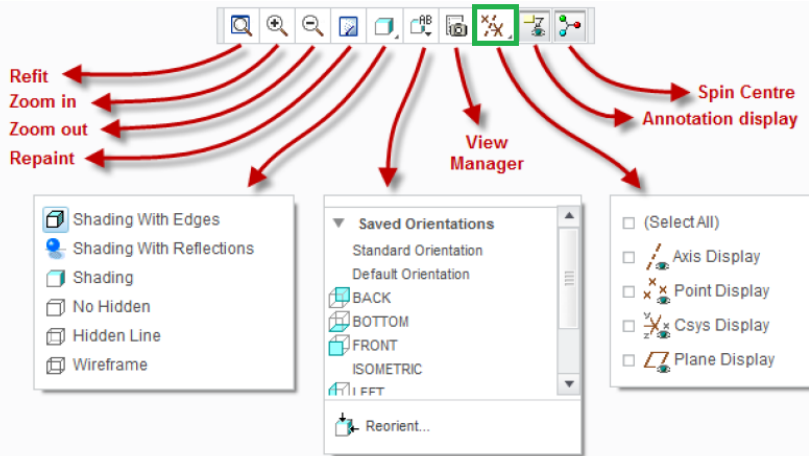 AB
Refit
Zoom in
Zoom out
Repaint
View
Manager
Spin Centre
Annotation display
Shading With Edges
Shading With Reflections
Shading
No Hidden
Hidden Line
Wireframe
Saved Orientations
Standard Orientation
Default Orientation
BACK
BOTTOM
FRONT
ISOMETRIC
LEFT
Reorient...
(Select All)
Axis Display
Point Display
Csys Display
Plane Display